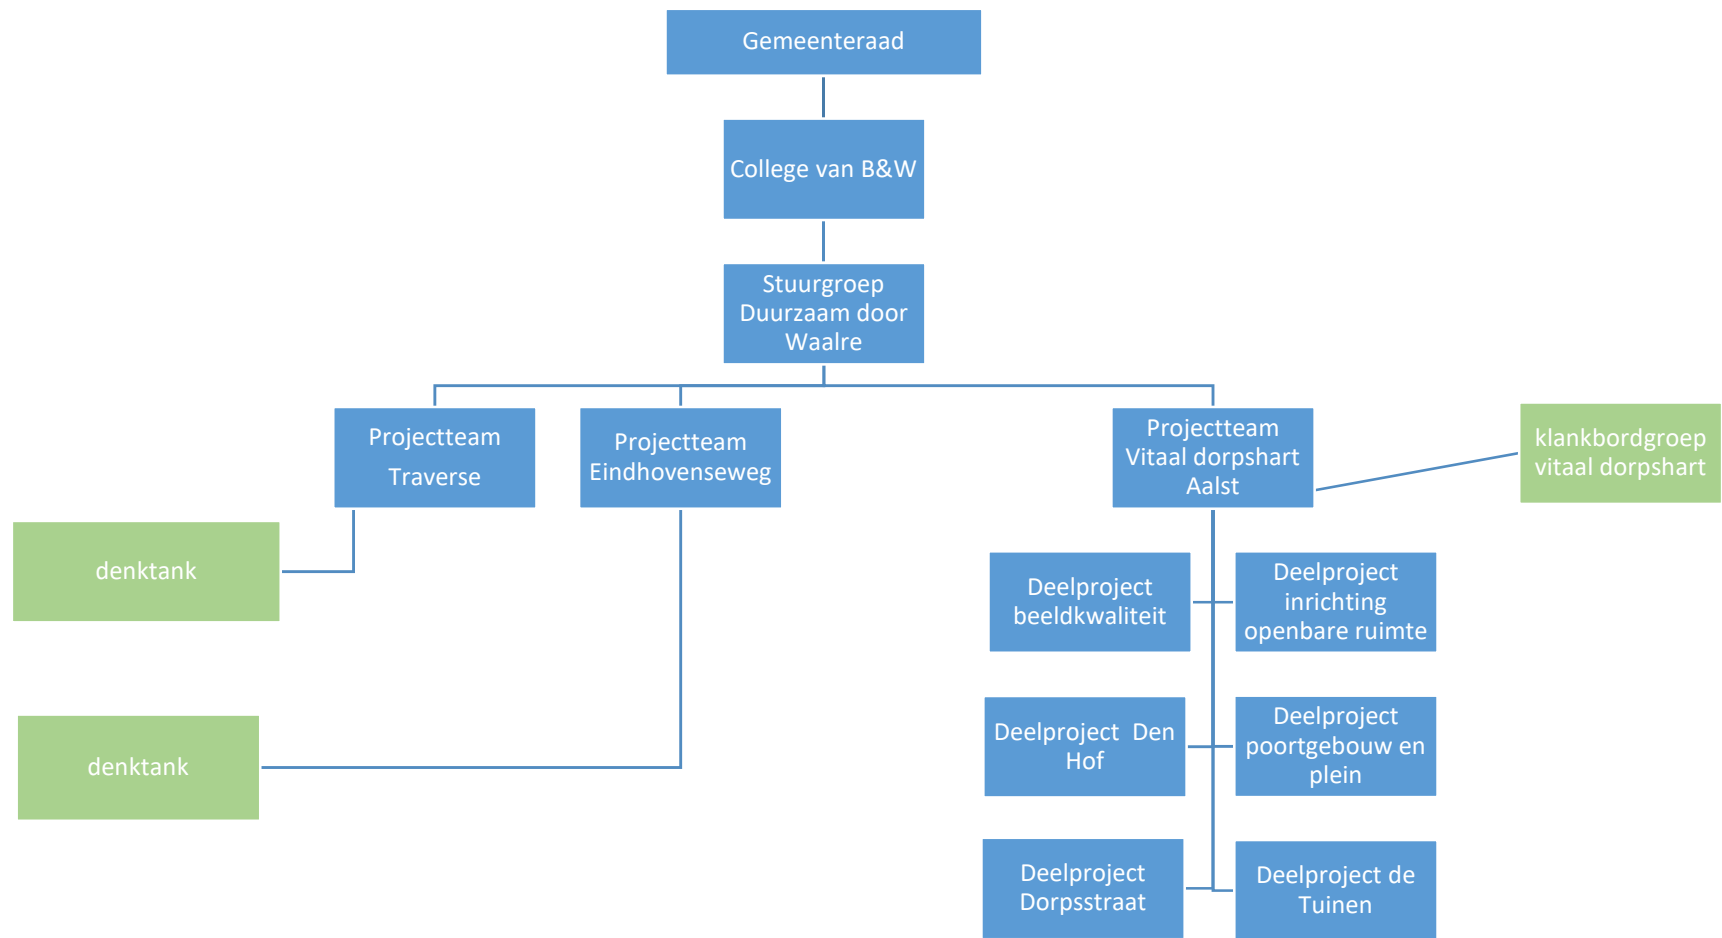 Gemeenteraad
College van B&W
Stuurgroep
Duurzaam door
Waalre
Projectteam
Traverse
Projectteam
Eindhovenseweg
Projectteam
Vitaal dorpshart
Aalst
klankbordgroep
vitaal dorpshart
denktank
Deelproject
beeldkwaliteit
Deelproject
inrichting
openbare ruimte
denktank
Deelproject  Den
Hof
Deelproject
poortgebouw en
plein
Deelproject
Dorpsstraat
Deelproject de
Tuinen